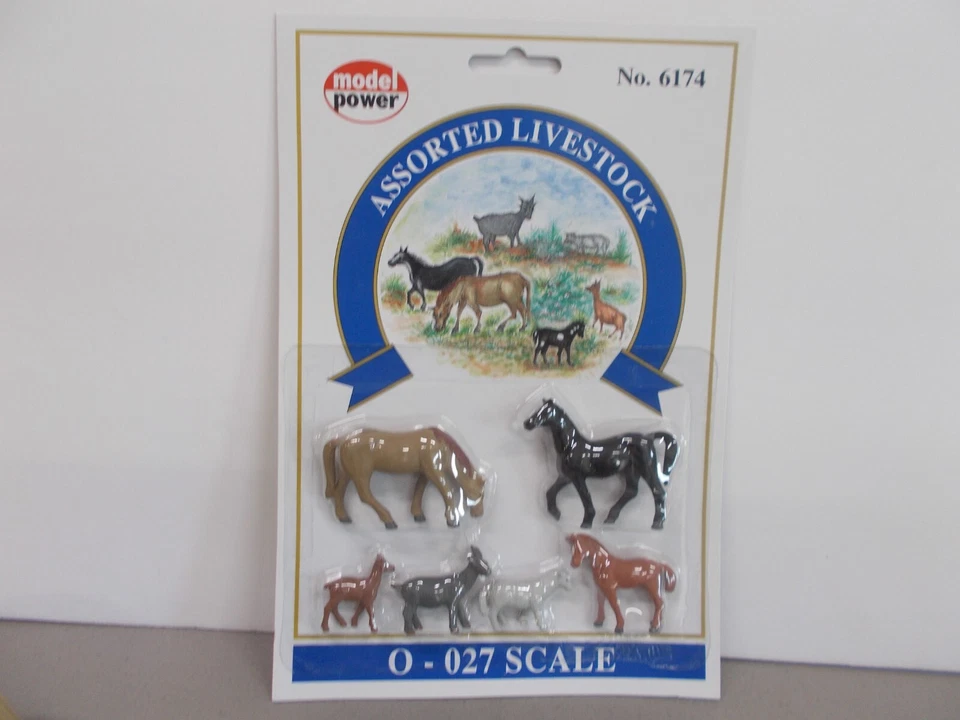 model
power
No. 6174
ASSORTED LIVESTOCK
O - 027 SCALE